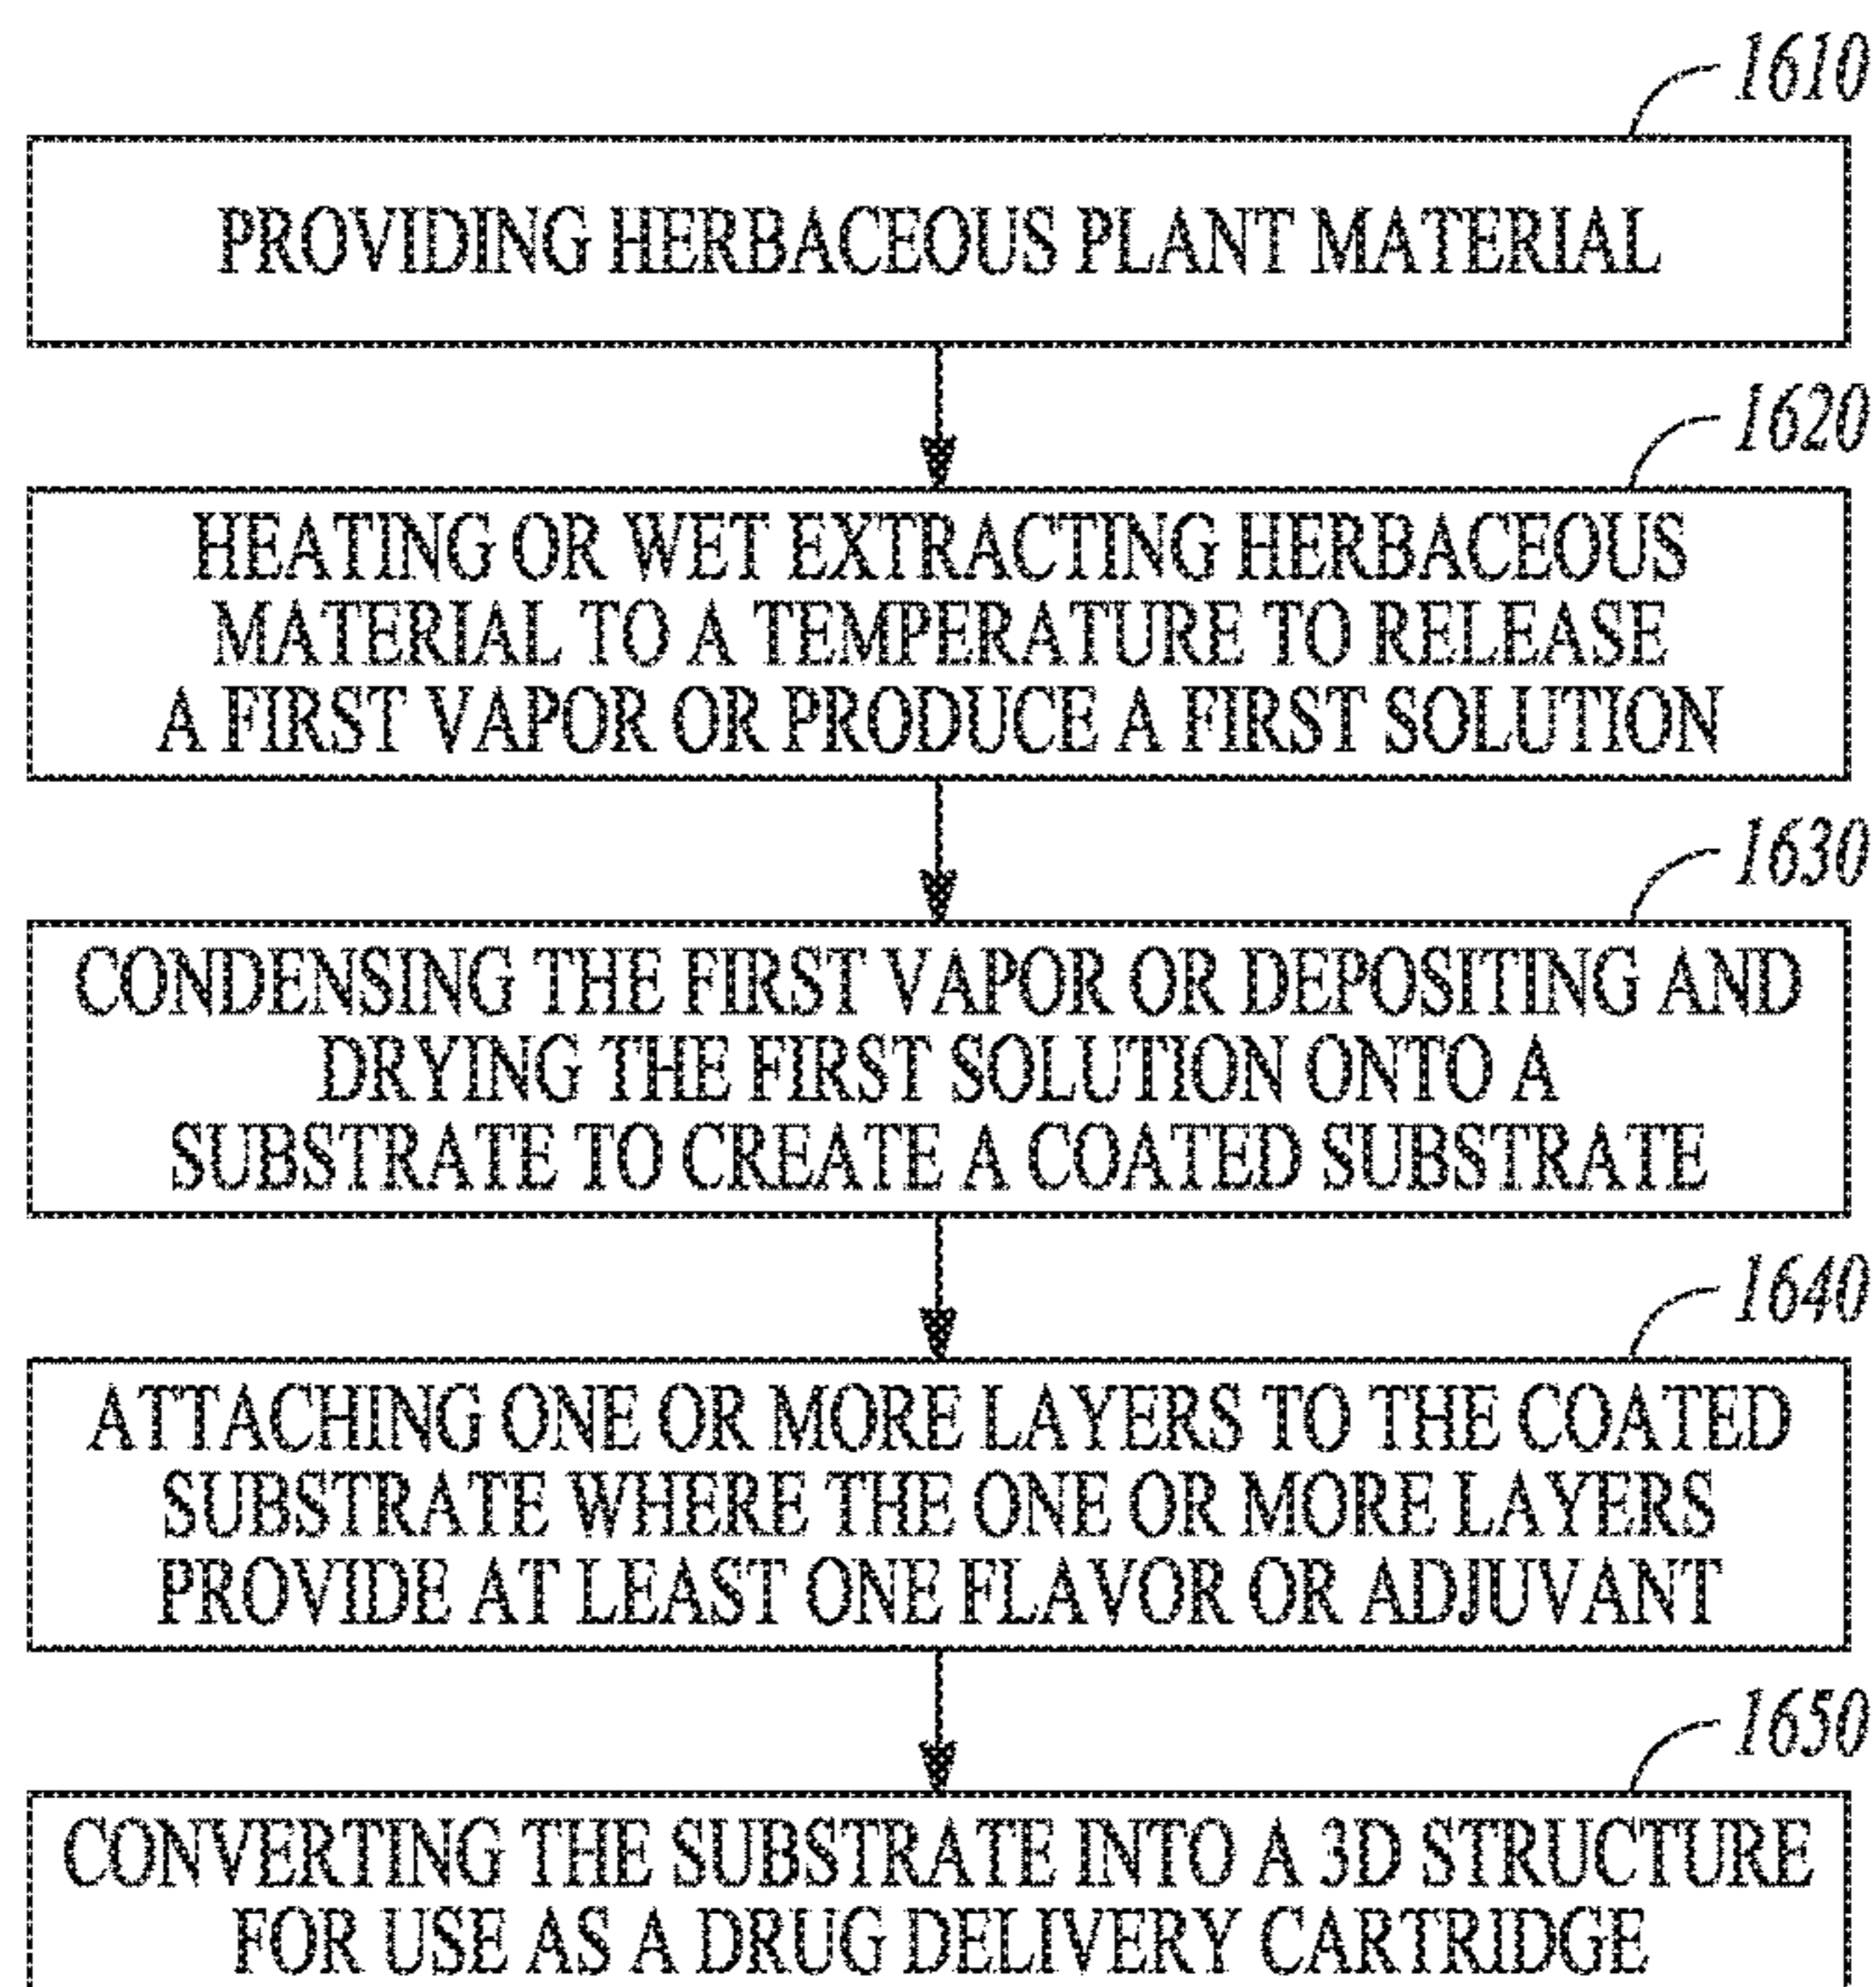 1610
PROVIDING HERBACEOUS PLANT MATERIAL
1620
HEATING OR WET EXTRACTING HERBACEOUS
MATERIAL TO A TEMPERATURE TO RELEASE
A FIRST VAPOR OR PRODUCE A FIRST SOLUTION
1630
CONDENSING THE FIRST VAPOR OR DEPOSITING AND
DRYING THE FIRST SOLUTION ONTO A
SUBSTRATE TO CREATE A COATED SUBSTRATE
1640
ATTACHING ONE OR MORE LAYERS TO THE COATED
SUBSTRATE WHERE THE ONE OR MORE LAYERS
PROVIDE AT LEAST ONE FLAVOR OR ADJUVANT
1650
CONVERTING THE SUBSTRATE INTO A 3D STRUCTURE
FOR USE AS A DRUG DELIVERY CARTRIDGE